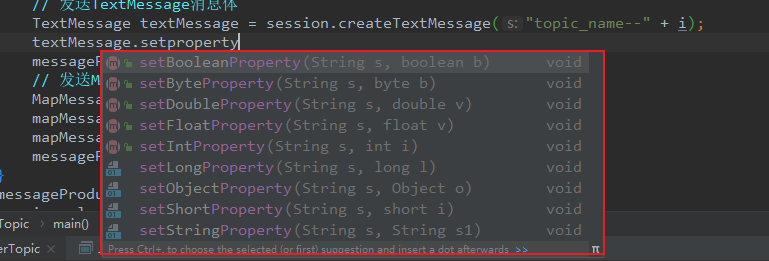 // 发送TextMessage消息体
TextMessage textMessage = session.createTextMessage( s: "topic_name--" + i);
textMessage.setproperty
messageP
setBooleanProperty(String s, boolean b) void
// 发送M
setByteProperty(String s, byte b) void
MapMessa
setDoubleProperty(String s, double v) void
mapMessa
setFloatProperty(String s, float v) void
mapMessa
setIntProperty(String s, int i) void
messageP
setLongProperty(String s, long l) void
}
setObjectProperty(String s, Object o) void
messageProdu
setShortProperty(String s, short i) void
Topic › main()
setStringProperty(String s, String s1) void
erTopic ×
Press Ctrl+. to choose the selected (or first) suggestion and insert a dot afterwards >> π